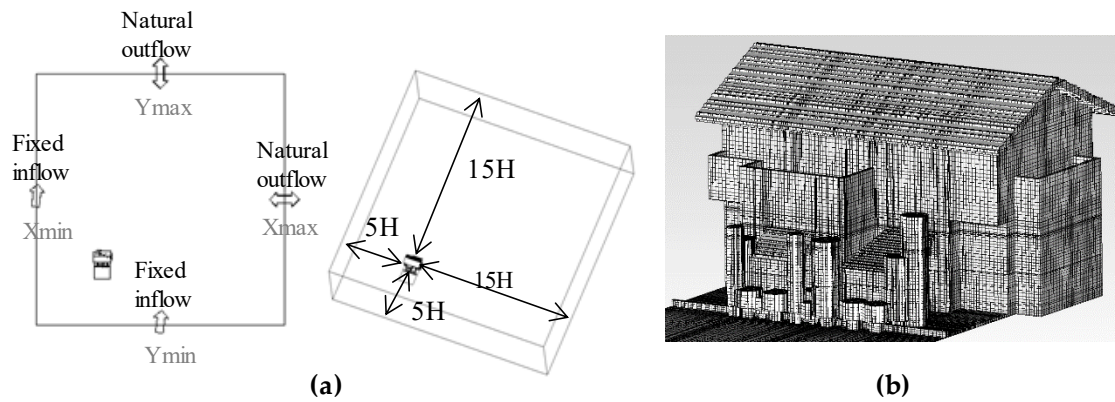 Natural
outflow
Ymax
Fixed
inflow
Xmin
Natural
outflow
Xmax
Fixed
inflow
Ymin
15H
5H
15H
5H
(a)
(b)